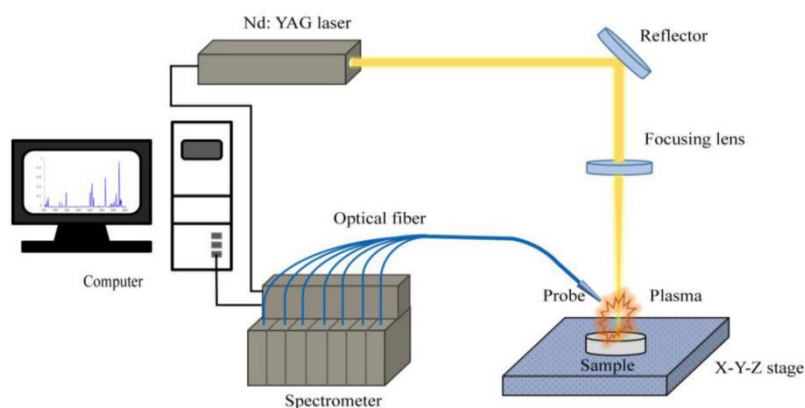 Nd: YAG laser
Reflector
Focusing lens
Optical fiber
Computer
Probe
Plasma
Sample
X-Y-Z stage
Spectrometer